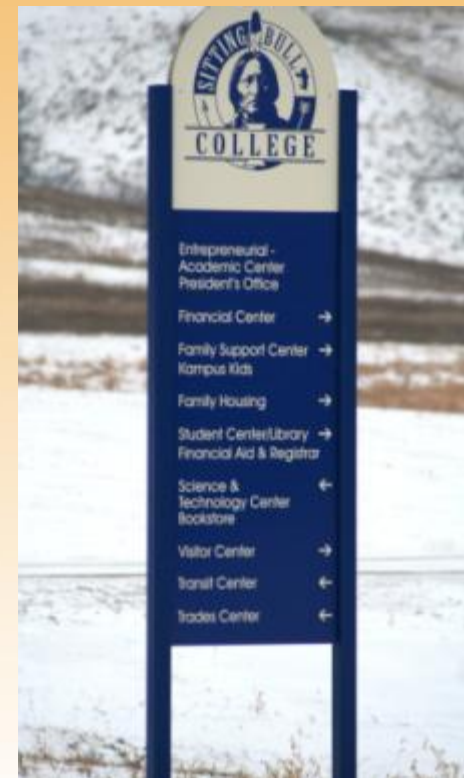 SITTING BULL
COLLEGE
Entrepreneurial -
Academic Center
President's Office
Financial Center →
Family Support Center →
Kampus Kids
Family Housing →
Student Center/Library →
Financial Aid & Registrar
Science & ←
Technology Center
Bookstore
Visitor Center →
Transit Center ←
Trades Center ←